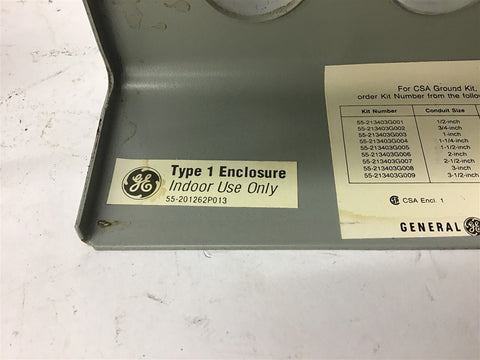 For CSA Ground Kit,
order Kit Number from the
Kit Number Conduit Size
55-213403G001 1/2-inch
55-213403G002 3/4-inch
55-213403G003 1-inch
55-213403G004 1-1/4-inch
55-213403G005 1-1/2-inch
55-213403G006 2-inch
55-213403G007 2-1/2-inch
55-213403G008 3-inch
55-213403G009 3-1/2-inch
CSA Encl. 1
GENERAL GE
GE
Type 1 Enclosure
Indoor Use Only
55-201262P013